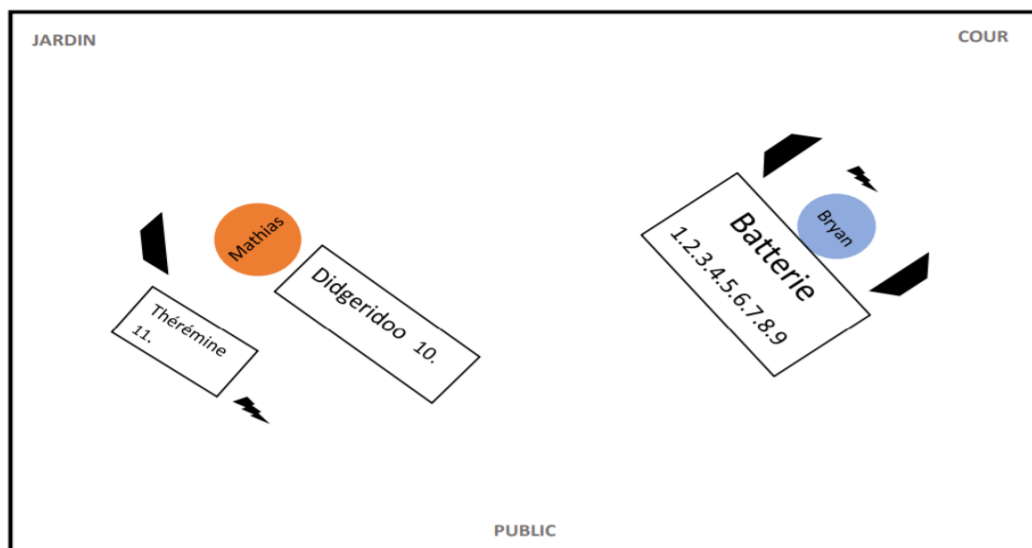 JARDIN
COUR
Mathias
Didgeridoo 10.
Thérémine
11.
Batterie
1.2.3.4.5.6.7.8.9
Bryan
PUBLIC